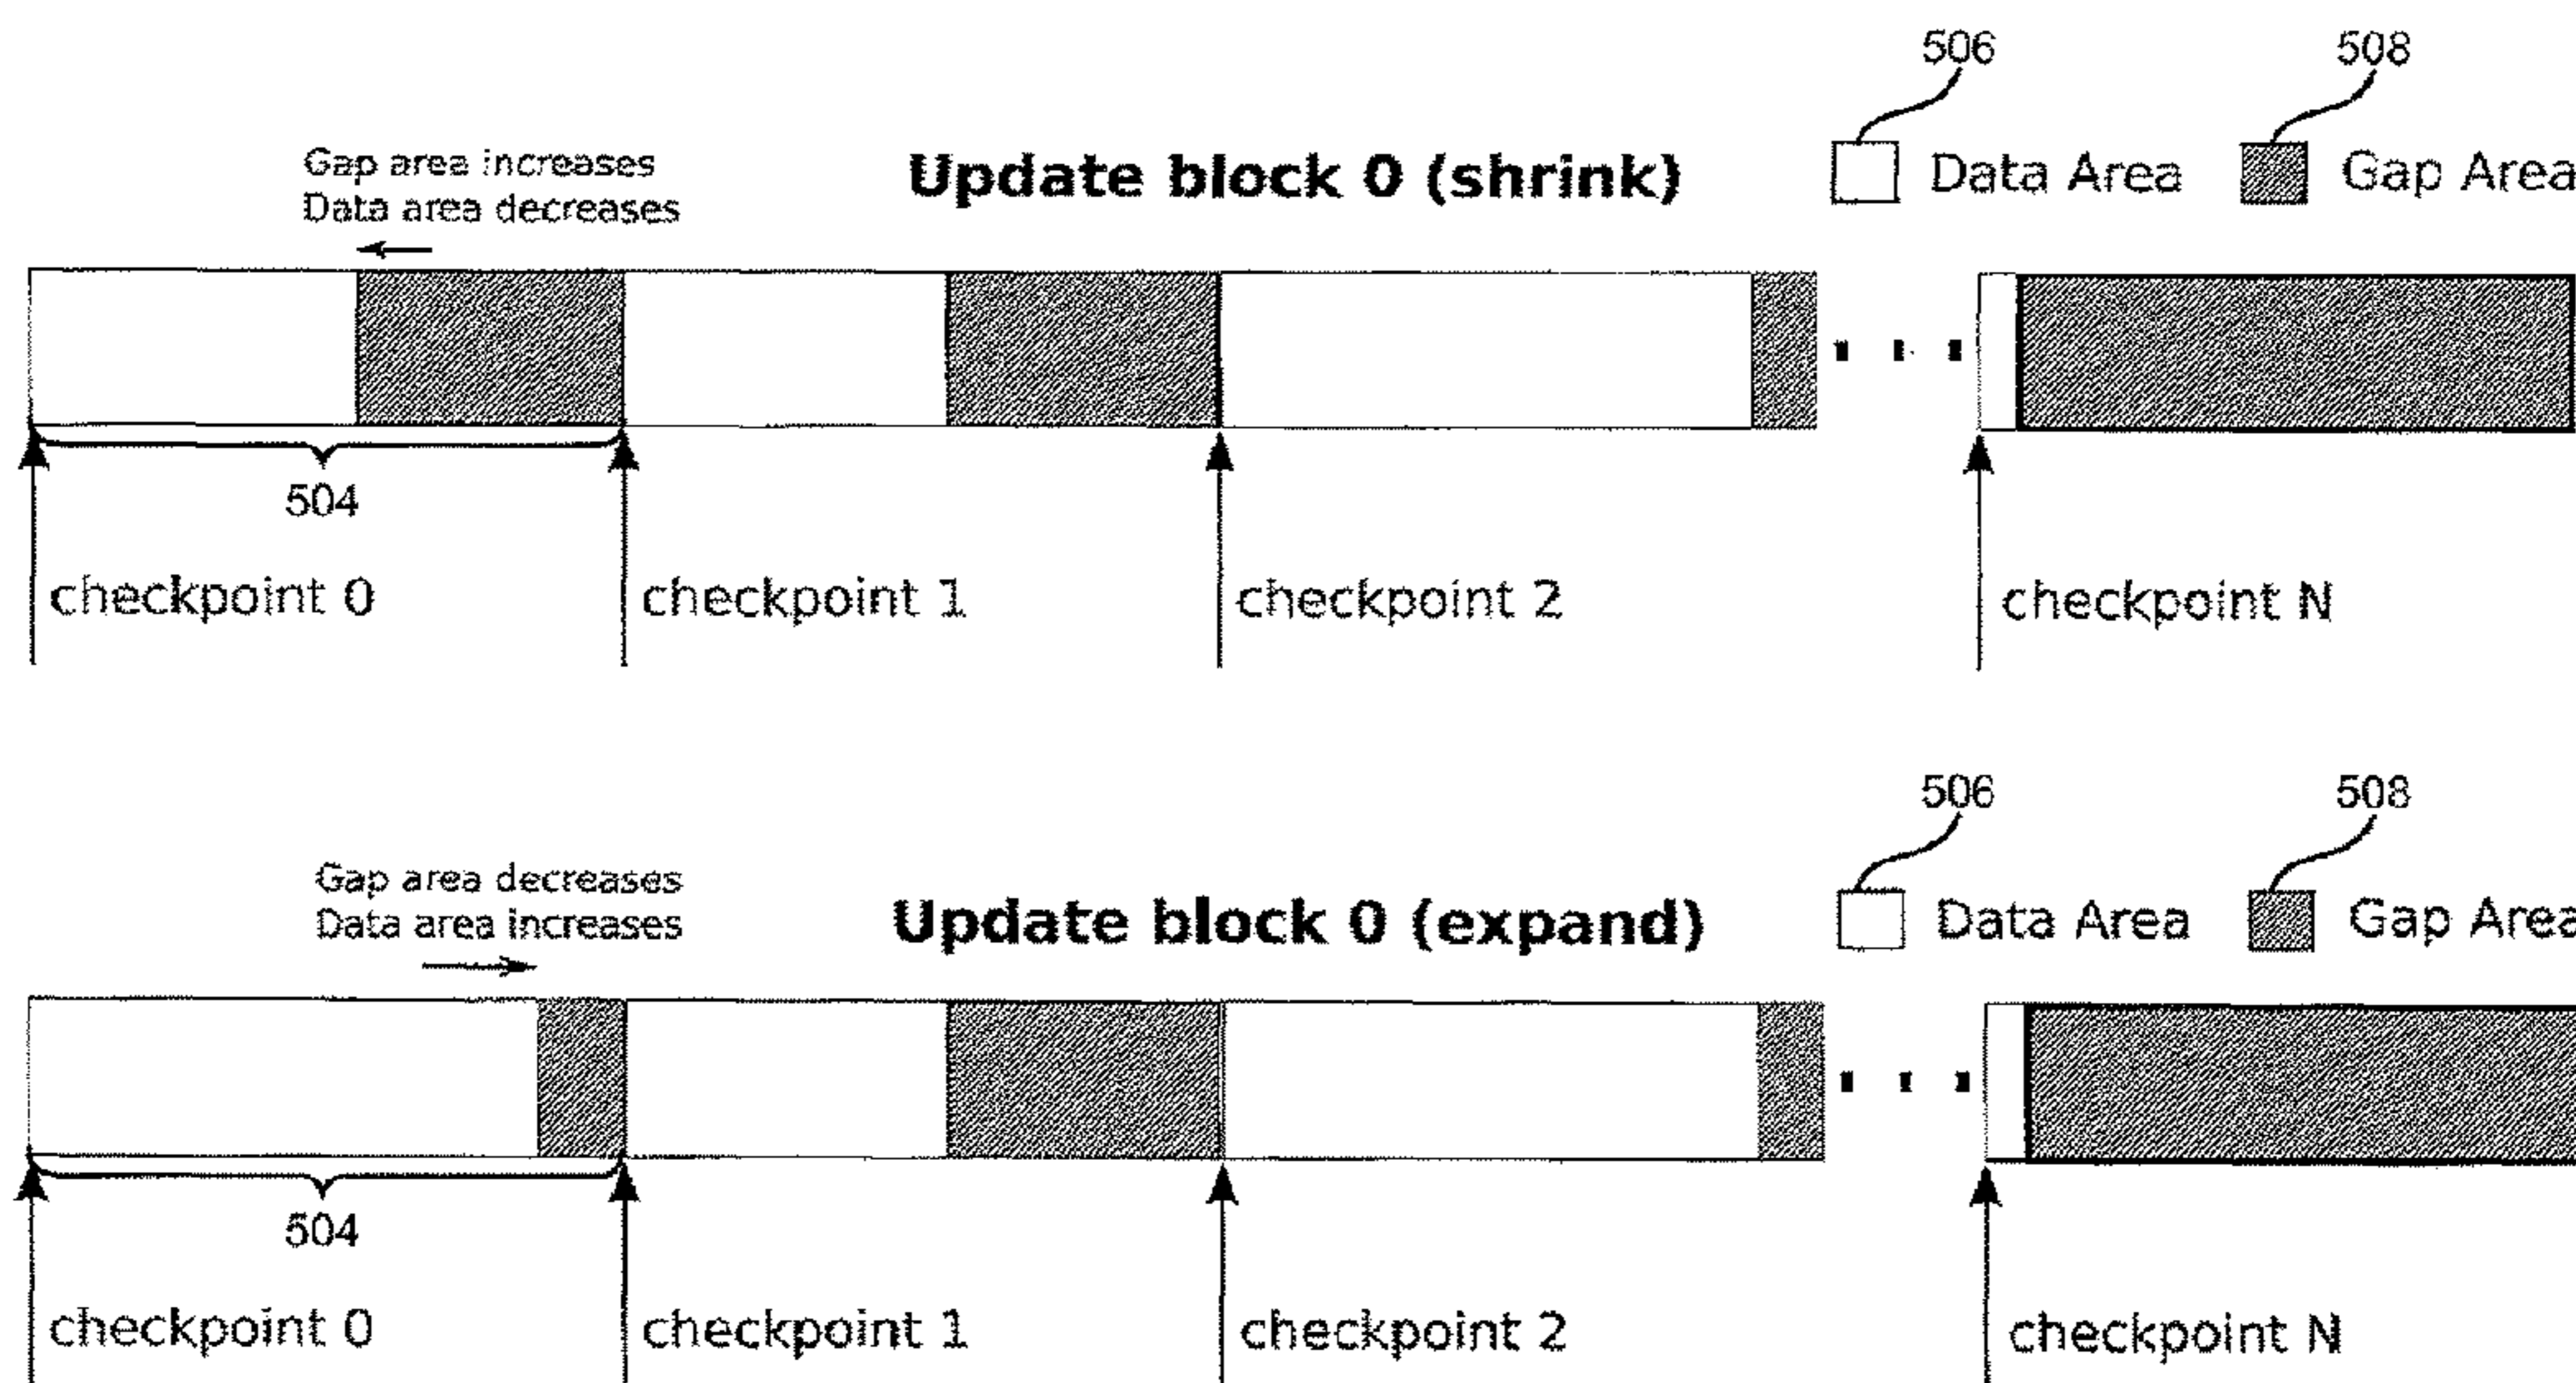 506
508
Gap area increases
Data area decreases
Update block 0 (shrink)
Data Area
Gap Area
504
checkpoint 0
checkpoint 1
checkpoint 2
checkpoint N
506
508
Gap area decreases
Data area increases
Update block 0 (expand)
Data Area
Gap Area
504
checkpoint 0
checkpoint 1
checkpoint 2
checkpoint N